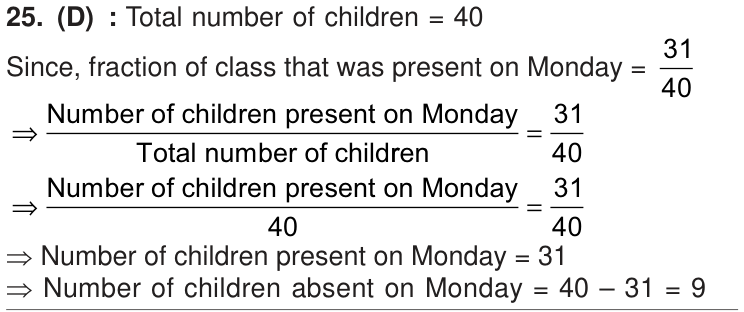 25. (D) : Total number of children = 40
Since, fraction of class that was present on Monday = 31/40
⇒ Number of children present on Monday / Total number of children = 31/40
⇒ Number of children present on Monday / 40 = 31/40
⇒ Number of children present on Monday = 31
⇒ Number of children absent on Monday = 40 – 31 = 9